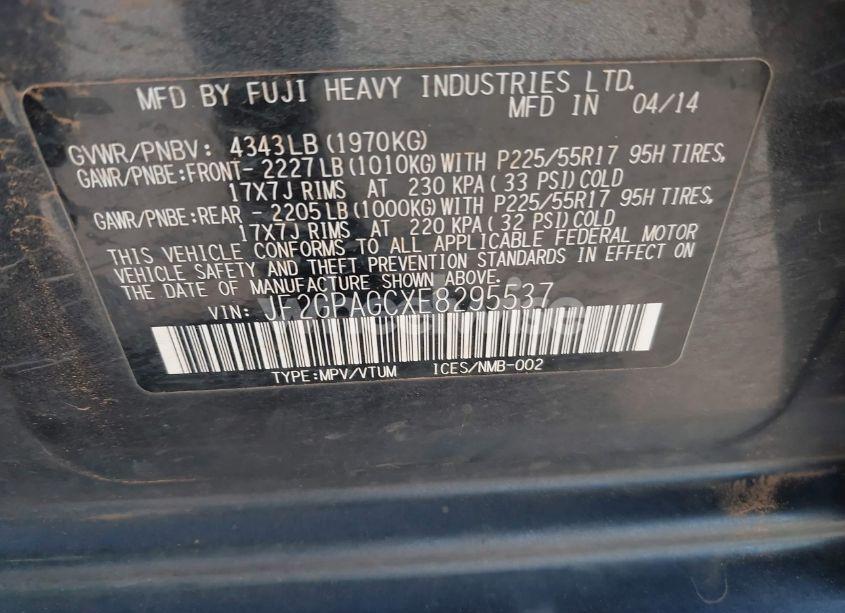 MFD BY FUJI HEAVY INDUSTRIES LTD.
MFD IN 04/14
GVWR/PNBV: 4343LB (1970KG)
GAWR/PNBE:FRONT- 2227LB (1010KG) WITH P225/55R17 95H TIRES,
17X7J RIMS AT 230 KPA( 33 PSI) COLD
GAWR/PNBE:REAR - 2205LB (1000KG) WITH P225/55R17 95H TIRES,
17X7J RIMS AT 220 KPA( 32 PSI) COLD
THIS VEHICLE CONFORMS TO ALL APPLICABLE FEDERAL MOTOR
VEHICLE SAFETY AND THEFT PREVENTION STANDARDS IN EFFECT ON
THE DATE OF MANUFACTURE SHOWN ABOVE.
VIN: JF2GPAGCXE8295537
TYPE:MPV/VTUM ICES/NMB-002